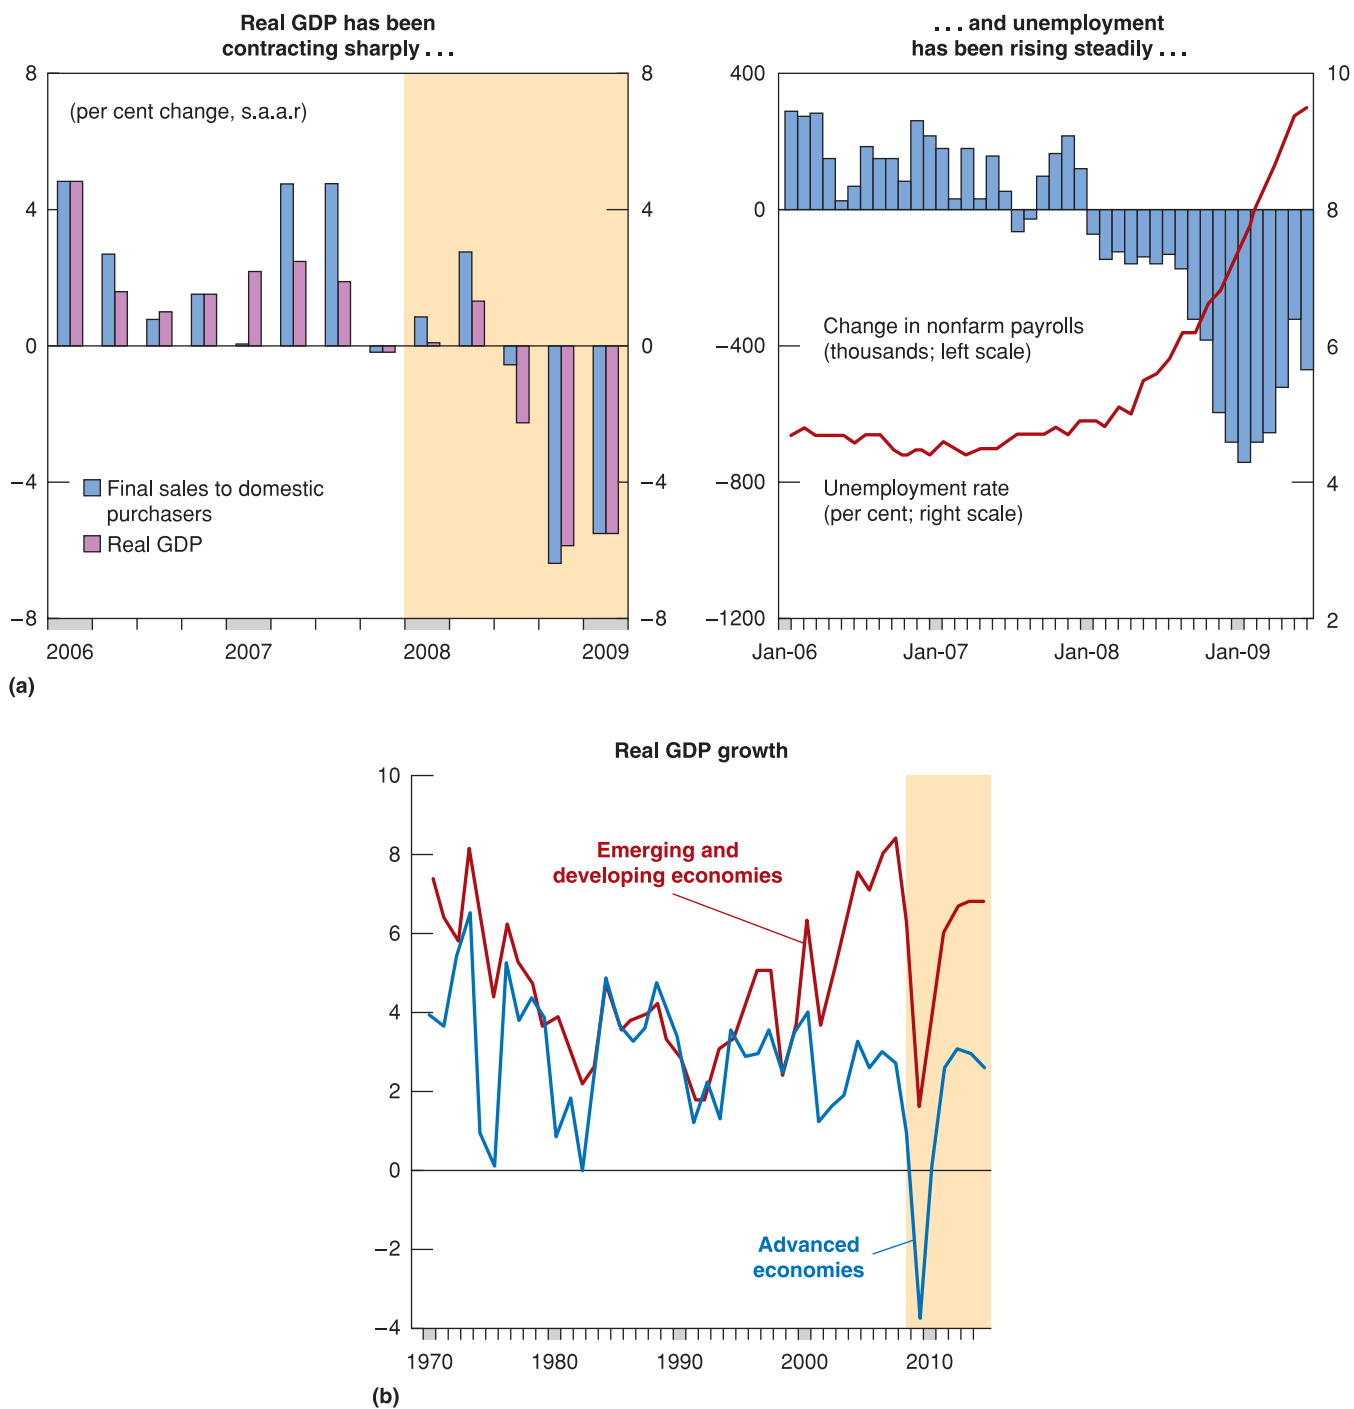 Real GDP has been
contracting sharply . . .
8
4
0
−4
−8
(per cent change, s.a.a.r)
Final sales to domestic
purchasers
Real GDP
8
4
0
−4
−8
2006
2007
2008
2009
. . . and unemployment
has been rising steadily . . .
400
0
−400
−800
−1200
Change in nonfarm payrolls
(thousands; left scale)
Unemployment rate
(per cent; right scale)
10
8
6
4
2
Jan-06
Jan-07
Jan-08
Jan-09
(a)
Real GDP growth
10
8
6
4
2
0
−2
−4
Emerging and
developing economies
Advanced
economies
1970
1980
1990
2000
2010
(b)